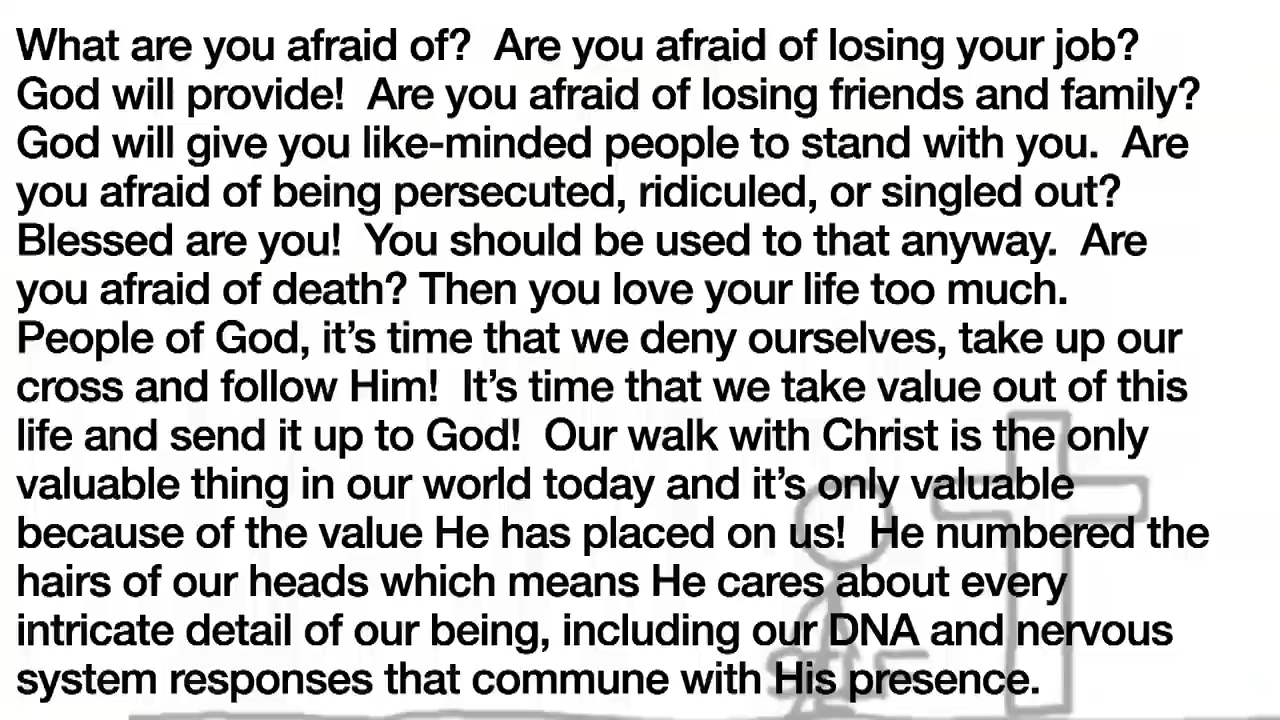 What are you afraid of?  Are you afraid of losing your job?
God will provide!  Are you afraid of losing friends and family?
God will give you like-minded people to stand with you.  Are
you afraid of being persecuted, ridiculed, or singled out?
Blessed are you!  You should be used to that anyway.  Are
you afraid of death? Then you love your life too much.
People of God, it’s time that we deny ourselves, take up our
cross and follow Him!  It’s time that we take value out of this
life and send it up to God!  Our walk with Christ is the only
valuable thing in our world today and it’s only valuable
because of the value He has placed on us!  He numbered the
hairs of our heads which means He cares about every
intricate detail of our being, including our DNA and nervous
system responses that commune with His presence.